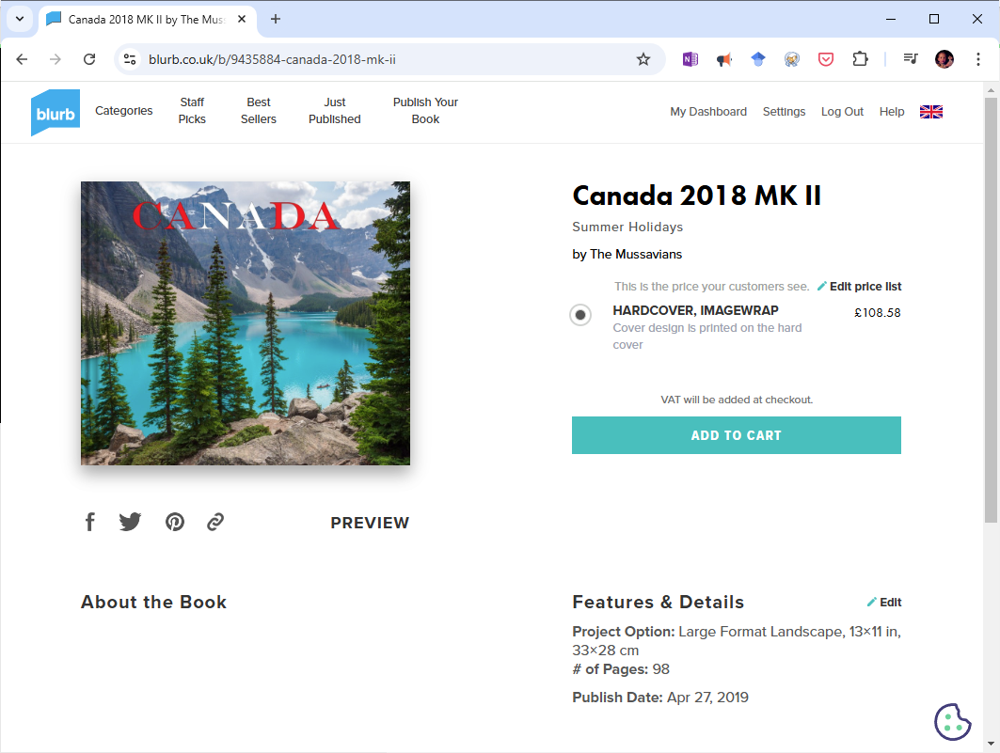 Canada 2018 MK II by The Mus
blurb.co.uk/b/9435884-canada-2018-mk-ii
blurb
Categories
Staff
Picks
Best
Sellers
Just
Published
Publish Your
Book
My Dashboard
Settings
Log Out
Help
CANADA
Canada 2018 MK II
Summer Holidays
by The Mussavians
This is the price your customers see.
Edit price list
HARDCOVER, IMAGEWRAP
£108.58
Cover design is printed on the hard
cover
VAT will be added at checkout.
ADD TO CART
PREVIEW
About the Book
Features & Details
Edit
Project Option: Large Format Landscape, 13×11 in,
33×28 cm
# of Pages: 98
Publish Date: Apr 27, 2019